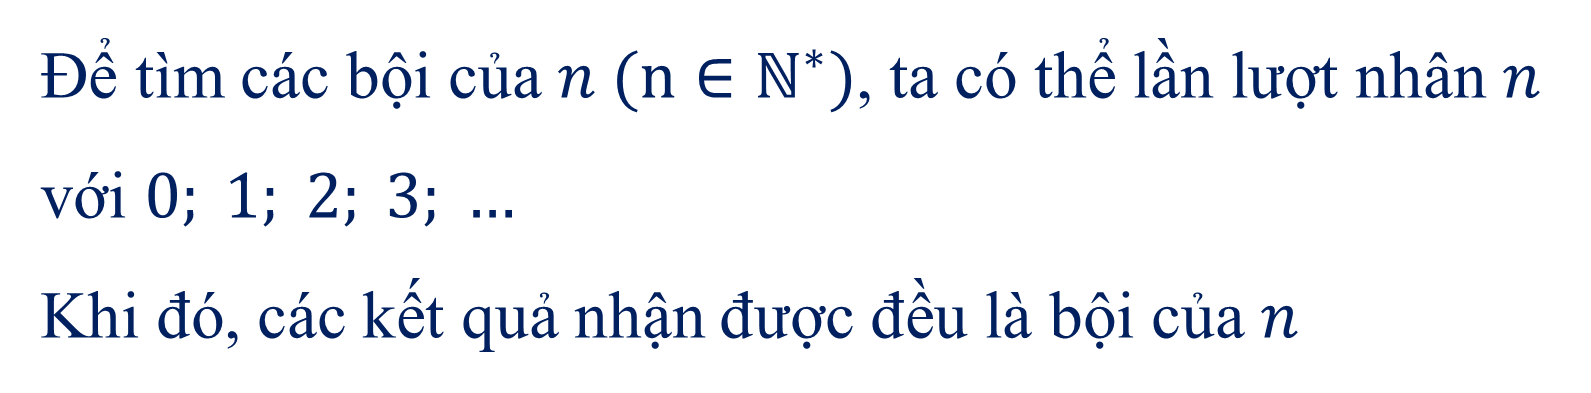 Để tìm các bội của 𝑛 (n ∈ ℕ*), ta có thể lần lượt nhân 𝑛
với 0; 1; 2; 3; ...
Khi đó, các kết quả nhận được đều là bội của 𝑛